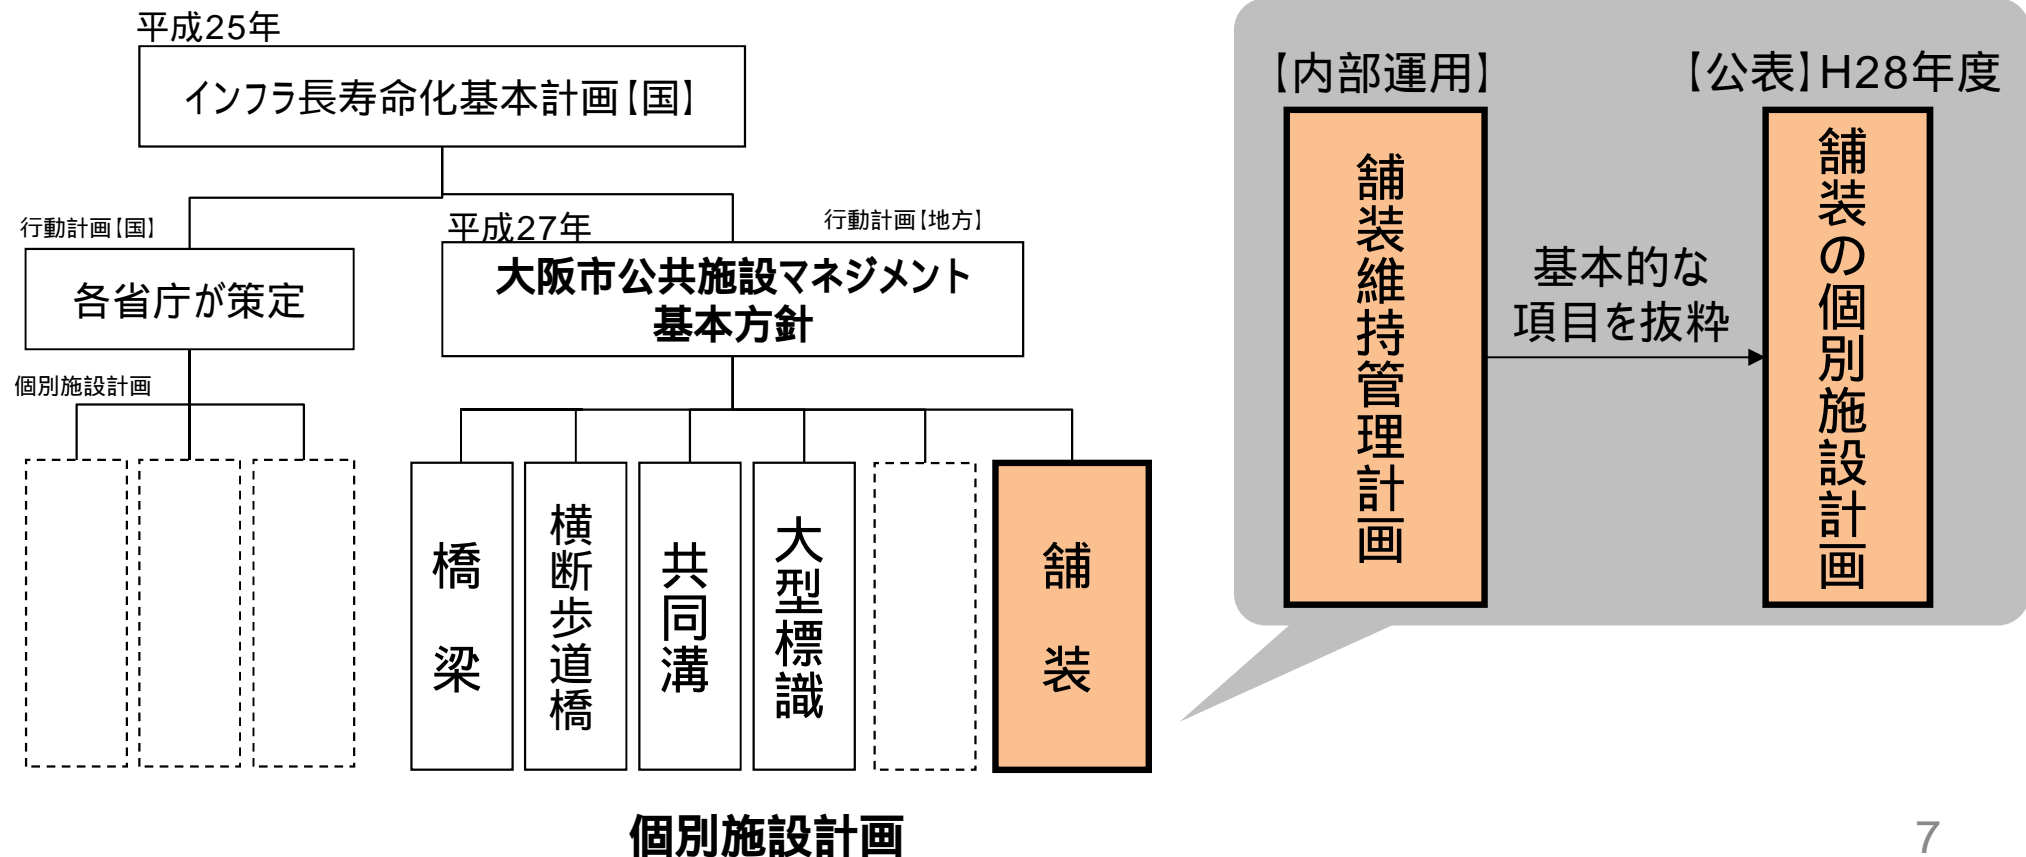 平成25年
インフラ長寿命化基本計画【国】
行動計画【国】
各省庁が策定
個別施設計画
平成27年
行動計画【地方】
大阪市公共施設マネジメント
基本方針
橋梁
横断歩道橋
共同溝
大型標識
舗装
個別施設計画
【内部運用】
【公表】H28年度
舗装維持管理計画
基本的な
項目を抜粋
舗装の個別施設計画
7